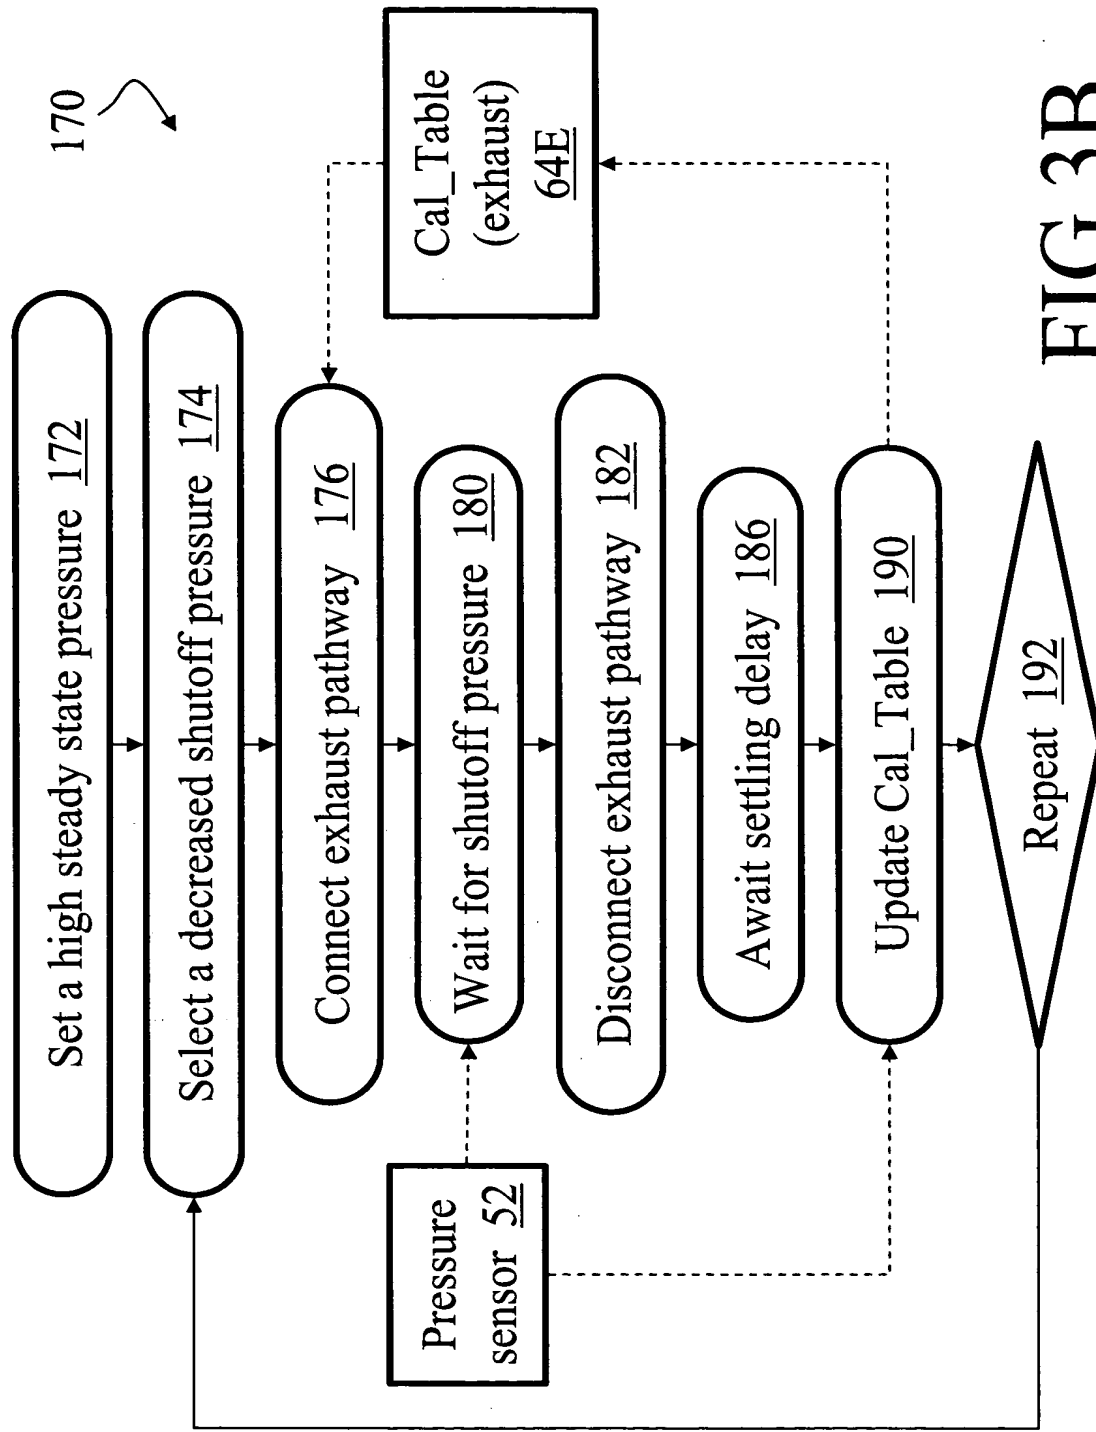 170
Set a high steady state pressure 172
Select a decreased shutoff pressure 174
Connect exhaust pathway 176
Cal_Table
(exhaust)
64E
Pressure
sensor 52
Wait for shutoff pressure 180
Disconnect exhaust pathway 182
Await settling delay 186
Update Cal_Table 190
Repeat 192
FIG 3B